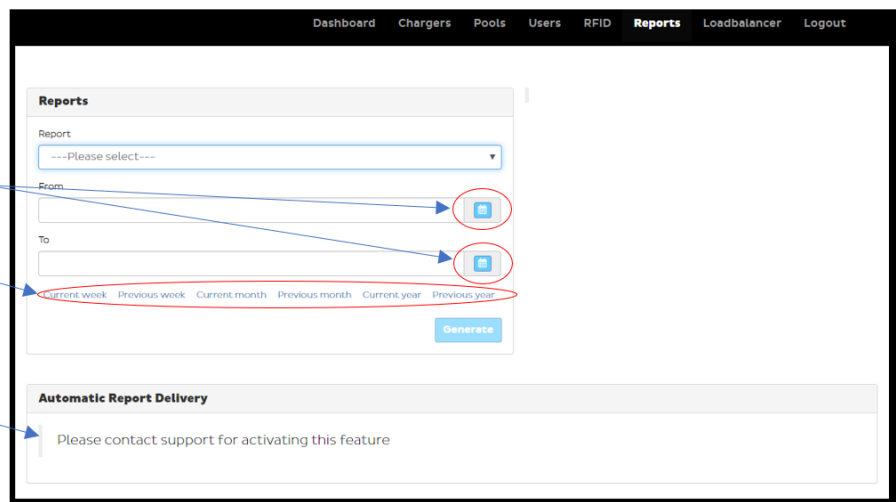 Dashboard Chargers Pools Users RFID Reports Loadbalancer Logout
Reports
Report
---Please select---
From
To
Current week Previous week Current month Previous month Current year Previous year
Generate
Automatic Report Delivery
Please contact support for activating this feature